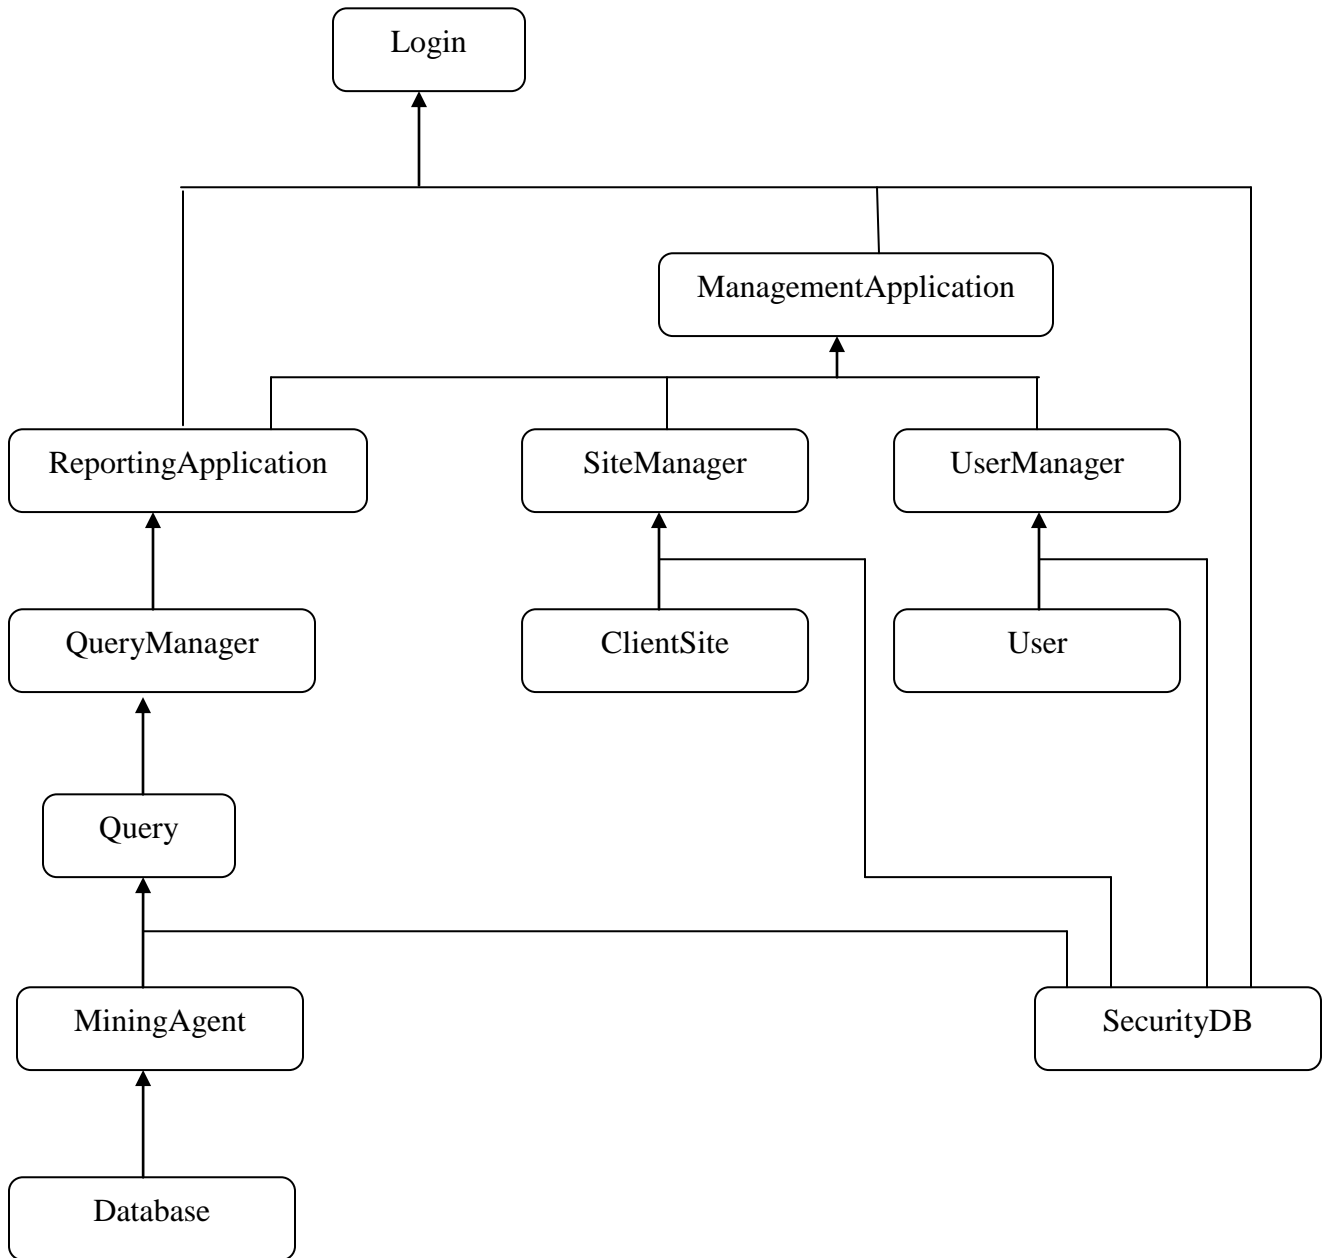 Login
ManagementApplication
ReportingApplication
SiteManager
UserManager
QueryManager
ClientSite
User
Query
MiningAgent
SecurityDB
Database